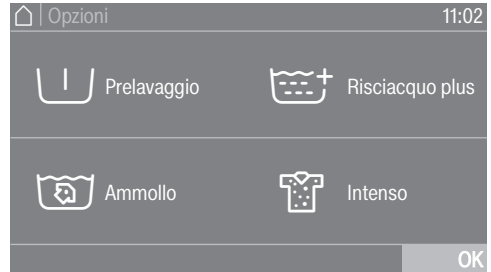 Opzioni 11:02
Prelavaggio Risciacquo plus
Ammollo Intenso
OK